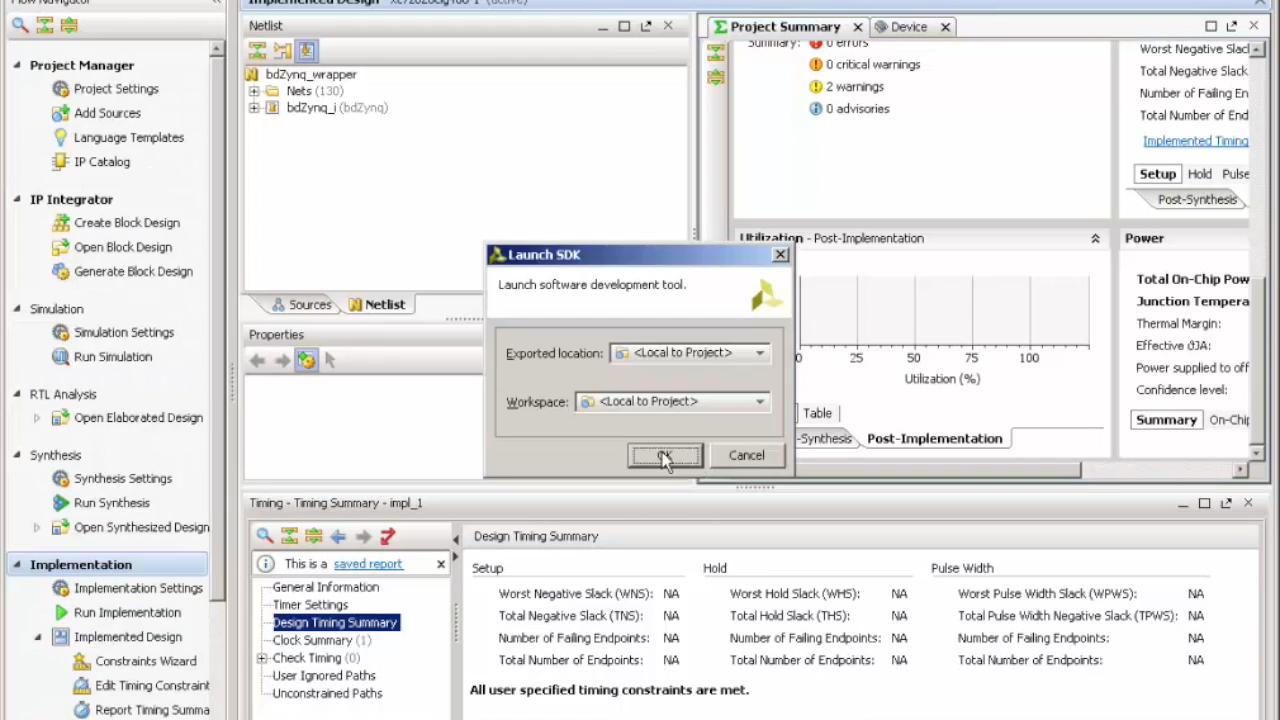 Flow Navigator
Project Manager
Project Settings
Add Sources
Language Templates
IP Catalog
IP Integrator
Create Block Design
Open Block Design
Generate Block Design
Simulation
Simulation Settings
Run Simulation
RTL Analysis
Open Elaborated Design
Synthesis
Synthesis Settings
Run Synthesis
Open Synthesized Design
Implementation
Implementation Settings
Run Implementation
Implemented Design
Constraints Wizard
Edit Timing Constraint
Report Timing Summa
Implemented Design - (active)
Netlist
bdZynq_wrapper
Nets (130)
bdZynq_i (bdZynq)
Sources Netlist
Properties
Project Summary Device
Summary: 0 errors
0 critical warnings
2 warnings
0 advisories
Worst Negative Slac
Total Negative Slack
Number of Failing En
Total Number of End
Implemented Timing
Setup Hold Pulse
Post-Synthesis
Utilization - Post-Implementation
0 25 50 75 100
Utilization (%)
Table
-Synthesis Post-Implementation
Power
Total On-Chip Pow
Junction Tempera
Thermal Margin:
Effective ϑJA:
Power supplied to off
Confidence level:
Summary On-Chip
Launch SDK
Launch software development tool.
Exported location: <Local to Project>
Workspace: <Local to Project>
OK Cancel
Timing - Timing Summary - impl_1
This is a saved report
General Information
Timer Settings
Design Timing Summary
Clock Summary (1)
Check Timing (0)
User Ignored Paths
Unconstrained Paths
Design Timing Summary
Setup Hold Pulse Width
Worst Negative Slack (WNS): NA Worst Hold Slack (WHS): NA Worst Pulse Width Slack (WPWS): NA
Total Negative Slack (TNS): NA Total Hold Slack (THS): NA Total Pulse Width Negative Slack (TPWS): NA
Number of Failing Endpoints: NA Number of Failing Endpoints: NA Number of Failing Endpoints: NA
Total Number of Endpoints: NA Total Number of Endpoints: NA Total Number of Endpoints: NA
All user specified timing constraints are met.